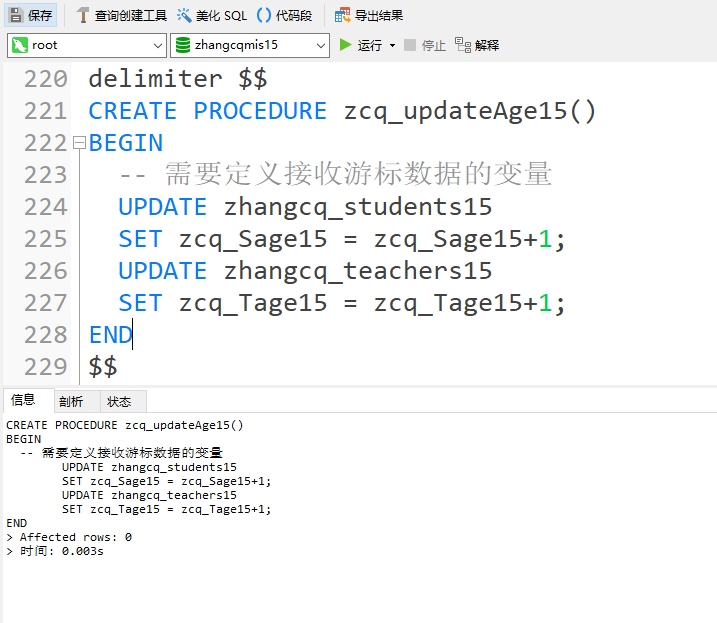 保存 查询创建工具 美化 SQL () 代码段 导出结果
root zhangcqmis15 运行 停止 解释
220 delimiter $$
221 CREATE PROCEDURE zcq_updateAge15()
222 BEGIN
223 -- 需要定义接收游标数据的变量
224 UPDATE zhangcq_students15
225 SET zcq_Sage15 = zcq_Sage15+1;
226 UPDATE zhangcq_teachers15
227 SET zcq_Tage15 = zcq_Tage15+1;
228 END
229 $$
信息 剖析 状态
CREATE PROCEDURE zcq_updateAge15()
BEGIN
-- 需要定义接收游标数据的变量
UPDATE zhangcq_students15
SET zcq_Sage15 = zcq_Sage15+1;
UPDATE zhangcq_teachers15
SET zcq_Tage15 = zcq_Tage15+1;
END
> Affected rows: 0
> 时间: 0.003s